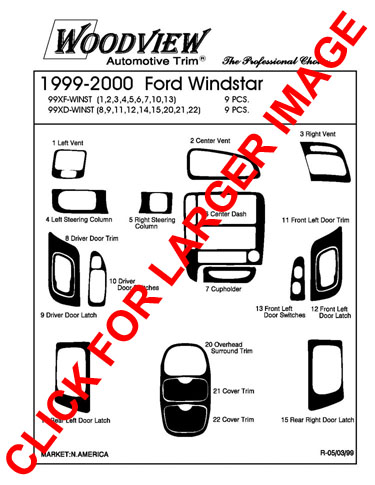 WOODVIEW
Automotive Trim®
The Professional Choice
1999-2000 Ford Windstar
99XF-WINST (1,2,3,4,5,6,7,10,13) 9 PCS.
99XD-WINST (8,9,11,12,14,15,20,21,22) 9 PCS.
1 Left Vent
2 Center Vent
3 Right Vent
4 Left Steering Column
5 Right Steering
Column
6 Center Dash
11 Front Left Door Trim
8 Driver Door Trim
10 Driver
Door Switches
7 Cupholder
9 Driver Door Latch
13 Front Left
Door Switches
12 Front Left
Door Latch
20 Overhead
Surround Trim
21 Cover Trim
22 Cover Trim
Rear Left Door Latch
15 Rear Right Door Latch
MARKET:N.AMERICA
R-05/03/99
CLICK FOR LARGER IMAGE